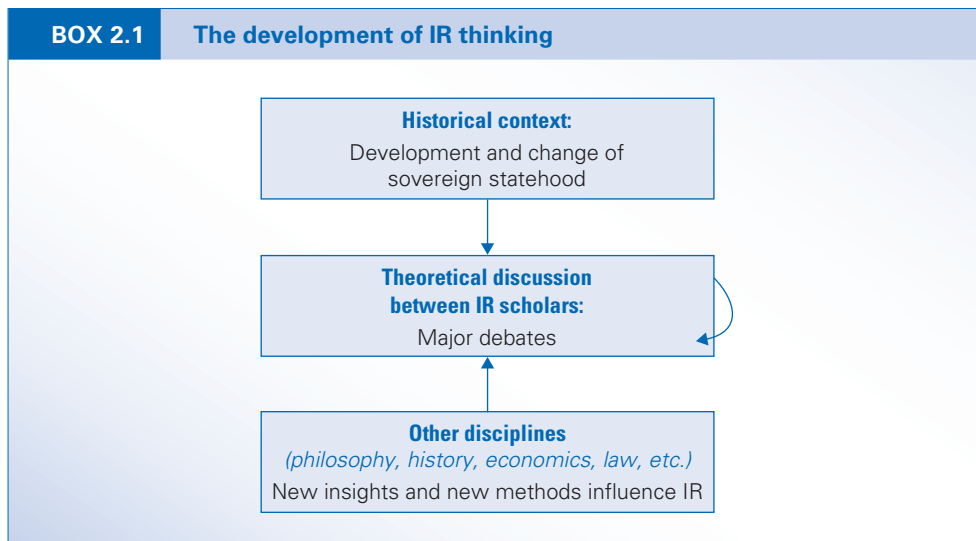 BOX 2.1 The development of IR thinking
Historical context:
Development and change of
sovereign statehood
Theoretical discussion
between IR scholars:
Major debates
Other disciplines
(philosophy, history, economics, law, etc.)
New insights and new methods influence IR